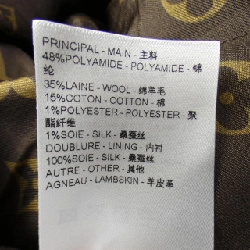 PRINCIPAL - MAIN - 主料
48%POLYAMIDE - POLYAMIDE - 锦
纶
35%LAINE - WOOL - 绵羊毛
15%COTTON - COTTON - 棉
1%POLYESTER - POLYESTER - 聚
酯纤维
1%SOIE - SILK - 桑蚕丝
DOUBLURE - LINING - 内衬
100%SOIE - SILK - 桑蚕丝
AUTRE - OTHER - 其他
AGNEAU - LAMBSKIN - 羊皮革